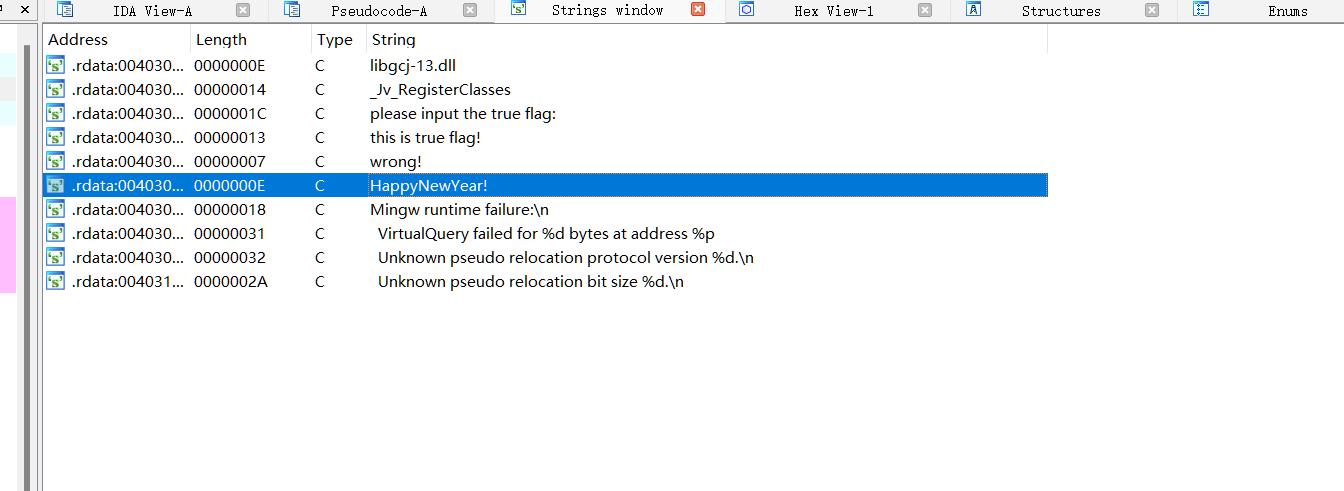 IDA View-A Pseudocode-A Strings window Hex View-1 Structures Enums
Address Length Type String
.rdata:004030... 0000000E C libgcj-13.dll
.rdata:004030... 00000014 C _Jv_RegisterClasses
.rdata:004030... 0000001C C please input the true flag:
.rdata:004030... 00000013 C this is true flag!
.rdata:004030... 00000007 C wrong!
.rdata:004030... 0000000E C HappyNewYear!
.rdata:004030... 00000018 C Mingw runtime failure:\n
.rdata:004030... 00000031 C VirtualQuery failed for %d bytes at address %p
.rdata:004030... 00000032 C Unknown pseudo relocation protocol version %d.\n
.rdata:004031... 0000002A C Unknown pseudo relocation bit size %d.\n